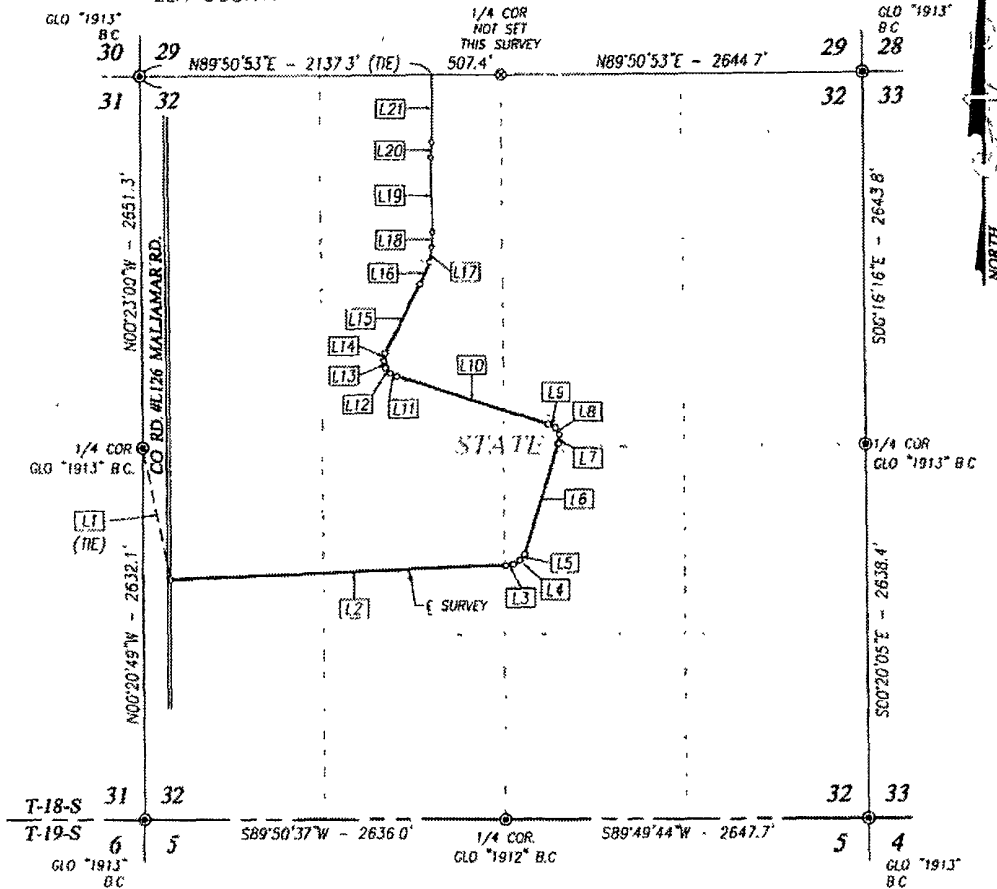 GLO "1913"
B C
1/4 COR
NOT SET
THIS SURVEY
GLO "1913"
B C
30 29
N89°50'53"E - 2137.3' (TIE)
507.4'
N89°50'53"E - 2644.7'
29 28
31 32
32 33
L21
L20
L19
L18
L17
L16
L15
L14
L13
L12
L11
L10
L9
L8
L7
L6
L5
L4
L3
L2
L1
(TIE)
N00°23'00"W - 2651.3'
CO RD #L126 MALJAMAR RD.
S00°16'16"E - 2643 8'
NORTH
STATE
1/4 COR
GLO "1913" B.C.
1/4 COR
GLO "1913" B C
N00°20'49"W - 2632.1'
℄ SURVEY
S00°20'05"E - 2638.4'
T-18-S
31 32
32 33
T-19-S
6 5
S89°50'37"W - 2636 0'
1/4 COR.
GLO "1912" B.C
S89°49'44"W - 2647.7'
5 4
GLO "1913"
B C
GLO "1913"
B C